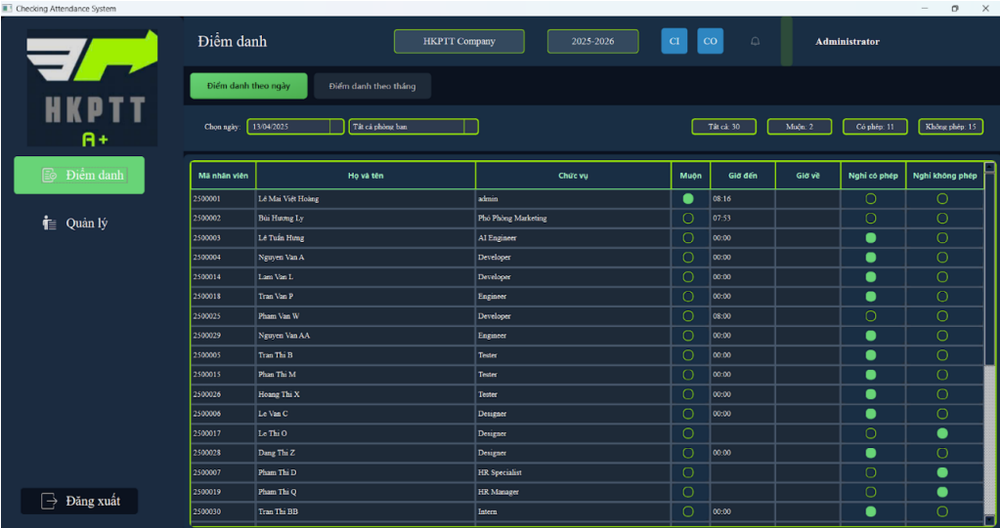 Checking Attendance System
HKPTT
A+
Điểm danh
Quản lý
Đăng xuất
Điểm danh HKPTT Company 2025-2026 CI CO Administrator
Điểm danh theo ngày Điểm danh theo tháng
Chọn ngày: 13/04/2025 Tất cả phòng ban Tất cả: 30 Muộn: 2 Có phép: 11 Không phép: 15
Mã nhân viên Họ và tên Chức vụ Muộn Giờ đến Giờ về Nghỉ có phép Nghỉ không phép
2500001 Lê Mai Việt Hoàng admin 08:16
2500002 Bùi Hương Ly Phó Phòng Marketing 07:53
2500003 Lê Tuấn Hưng AI Engineer 00:00
2500004 Nguyen Van A Developer 00:00
2500014 Lam Van L Developer 00:00
2500018 Tran Van P Engineer 00:00
2500025 Pham Van W Developer 08:00
2500029 Nguyen Van AA Engineer 00:00
2500005 Tran Thi B Tester 00:00
2500015 Phan Thi M Tester 00:00
2500026 Hoang Thi X Tester 00:00
2500006 Le Van C Designer 00:00
2500017 Le Thi O Designer
2500028 Dang Thi Z Designer 00:00
2500007 Pham Thi D HR Specialist
2500019 Pham Thi Q HR Manager
2500030 Tran Thi BB Intern 00:00